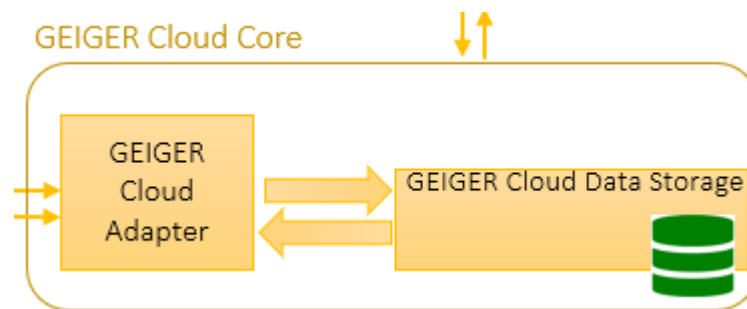 GEIGER Cloud Core
GEIGER
Cloud
Adapter
GEIGER Cloud Data Storage